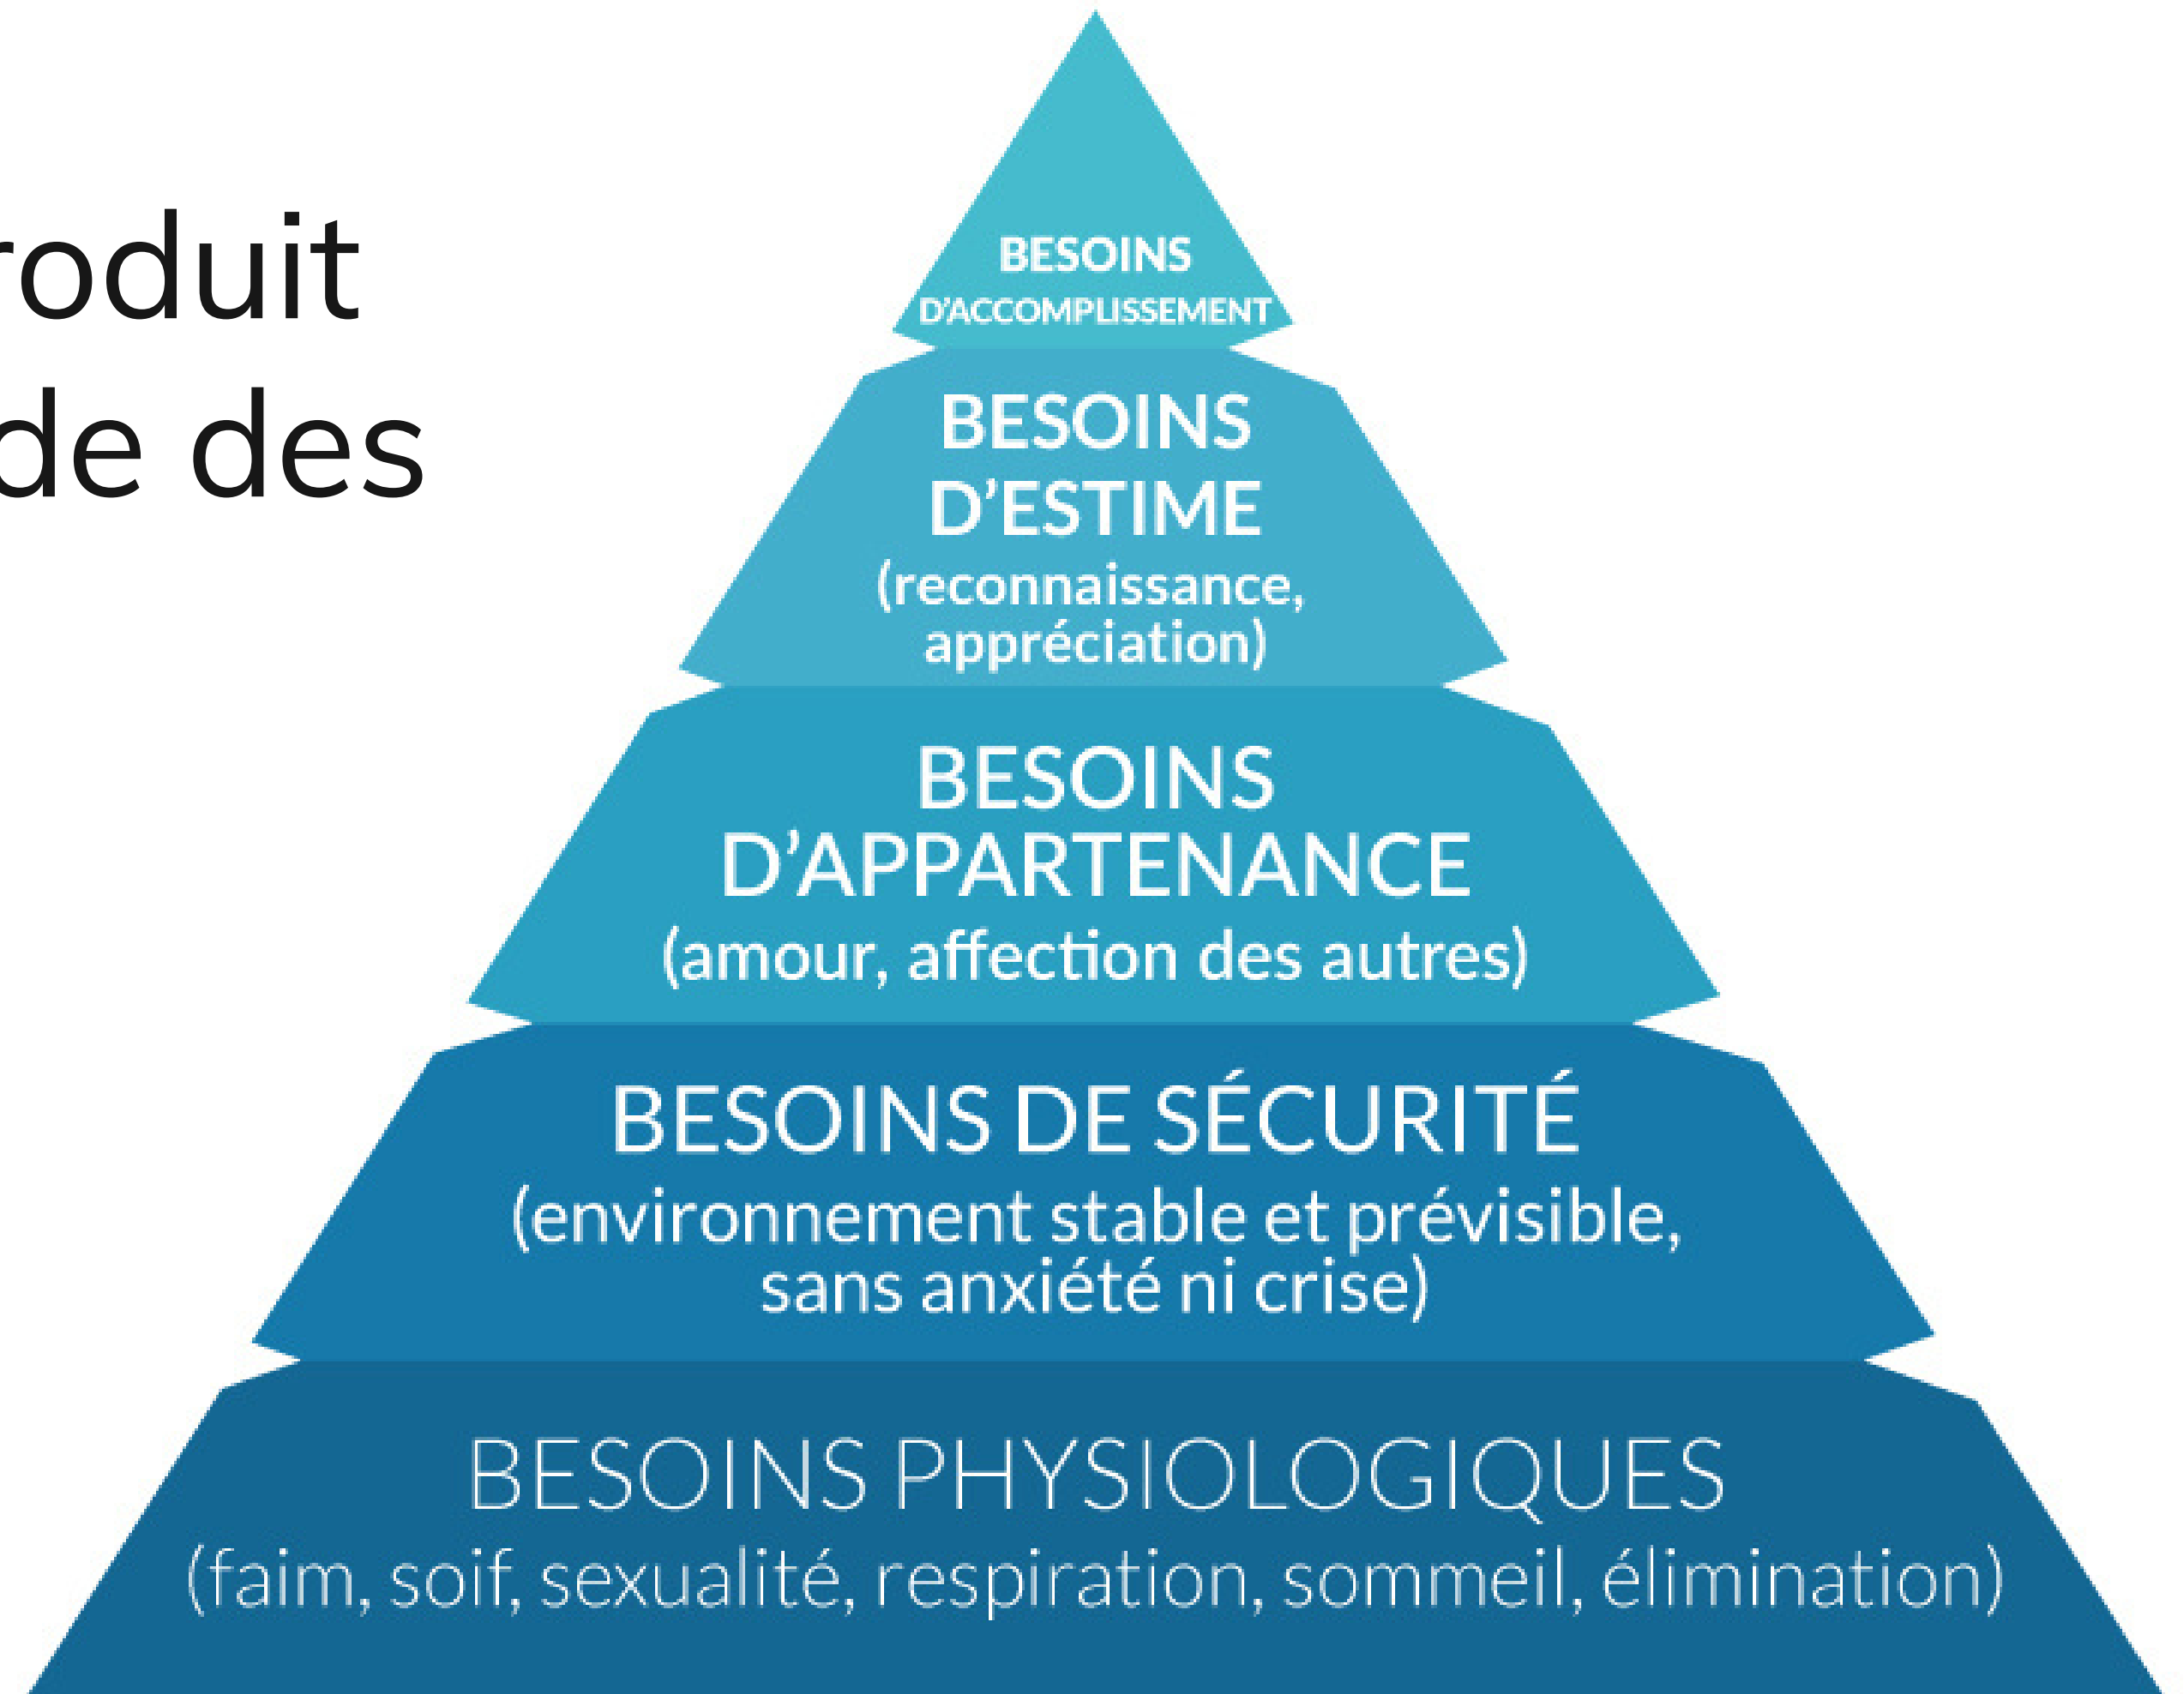 roduit
de des
BESOINS
D’ACCOMPLISSEMENT
BESOINS
D’ESTIME
(reconnaissance,
appréciation)
BESOINS
D’APPARTENANCE
(amour, affection des autres)
BESOINS DE SÉCURITÉ
(environnement stable et prévisible,
sans anxiété ni crise)
BESOINS PHYSIOLOGIQUES
(faim, soif, sexualité, respiration, sommeil, élimination)